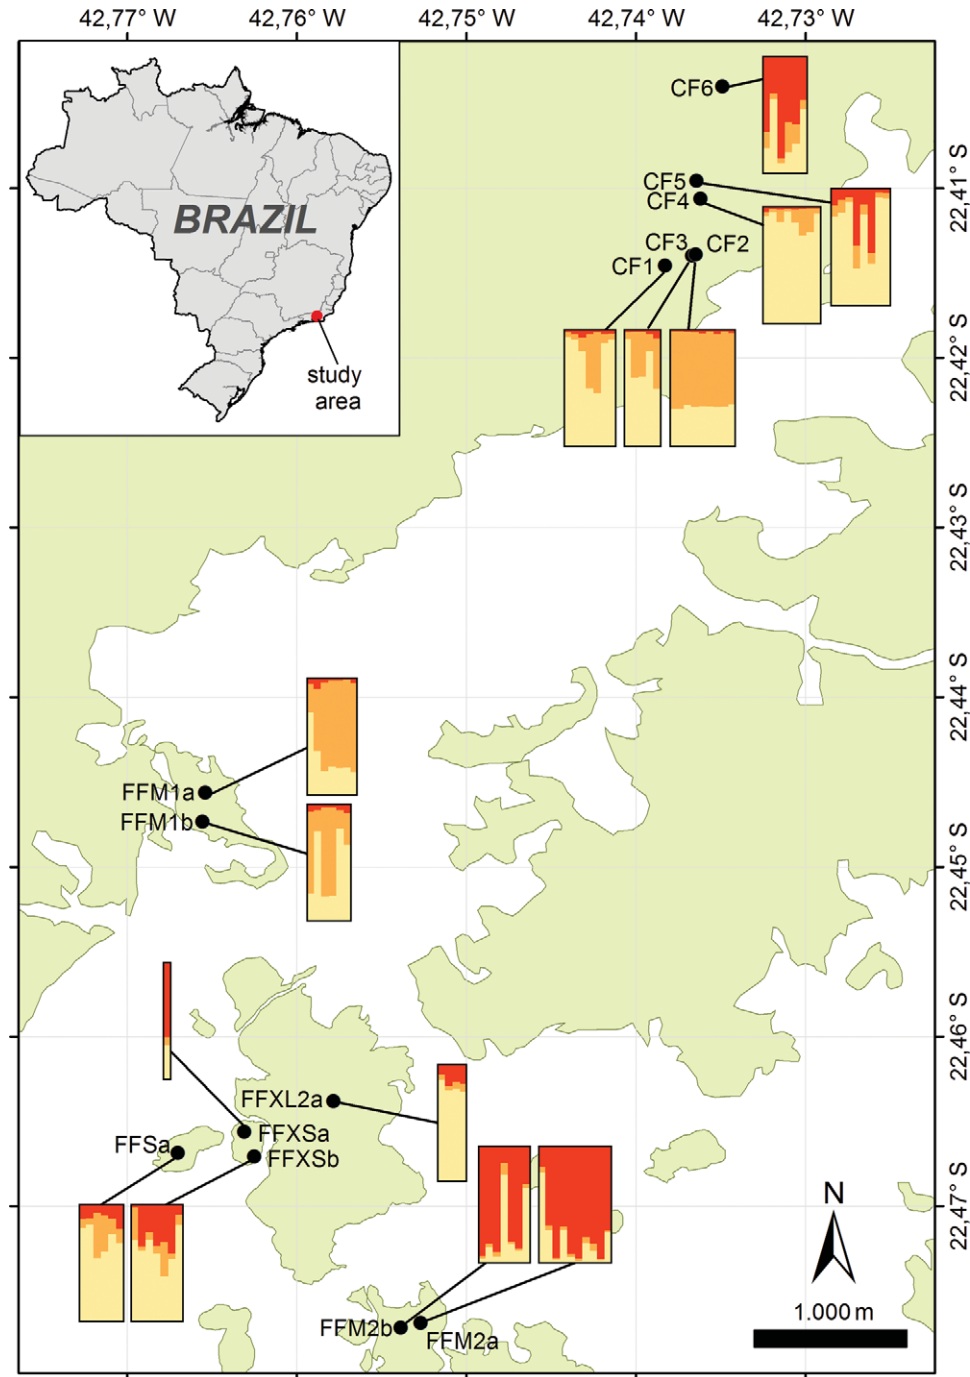 42,77° W 42,76° W 42,75° W 42,74° W 42,73° W
BRAZIL
study
area
CF6
CF5
CF4
CF3 CF2
CF1
22,41° S
22,42° S
22,43° S
22,44° S
22,45° S
22,46° S
22,47° S
FFM1a
FFM1b
FFXL2a
FFXSa
FFSa
FFXSb
FFM2b
FFM2a
N
1.000 m